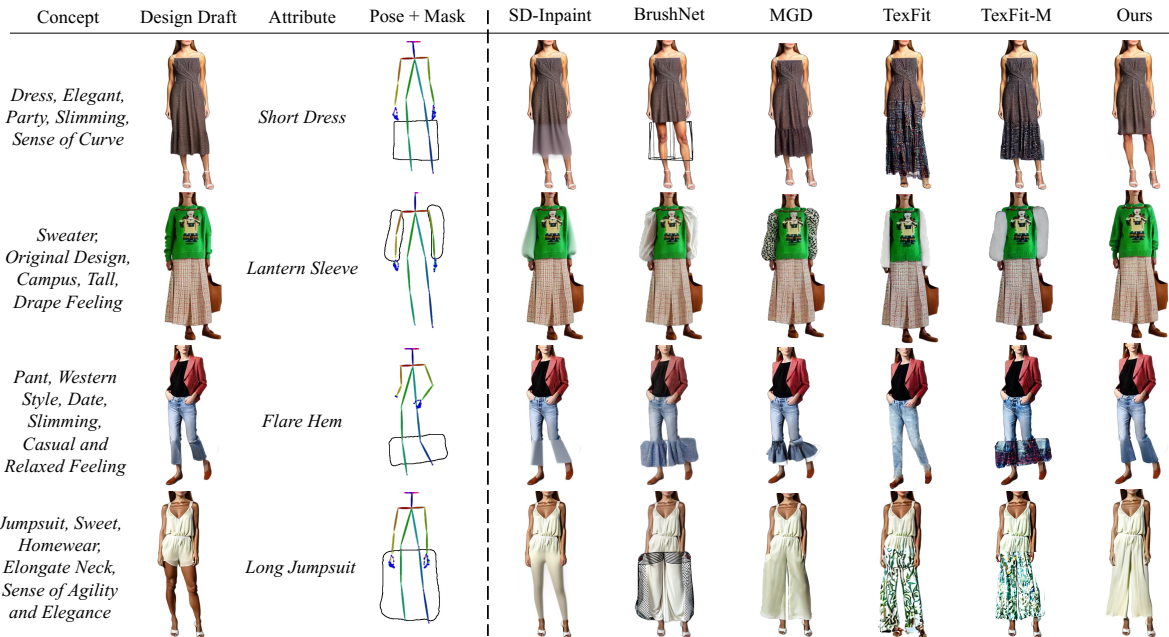 Concept Design Draft Attribute Pose + Mask SD-Inpaint BrushNet MGD TexFit TexFit-M Ours
Dress, Elegant,
Party, Slimming,
Sense of Curve
Short Dress
Sweater,
Original Design,
Campus, Tall,
Drape Feeling
Lantern Sleeve
Pant, Western
Style, Date,
Slimming,
Casual and
Relaxed Feeling
Flare Hem
Jumpsuit, Sweet,
Homewear,
Elongate Neck,
Sense of Agility
and Elegance
Long Jumpsuit